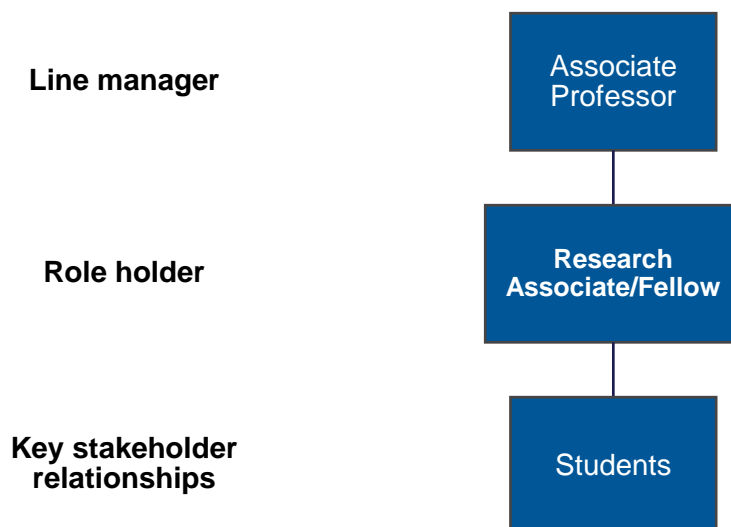 Line manager
Associate
Professor
Role holder
Research
Associate/Fellow
Key stakeholder
relationships
Students